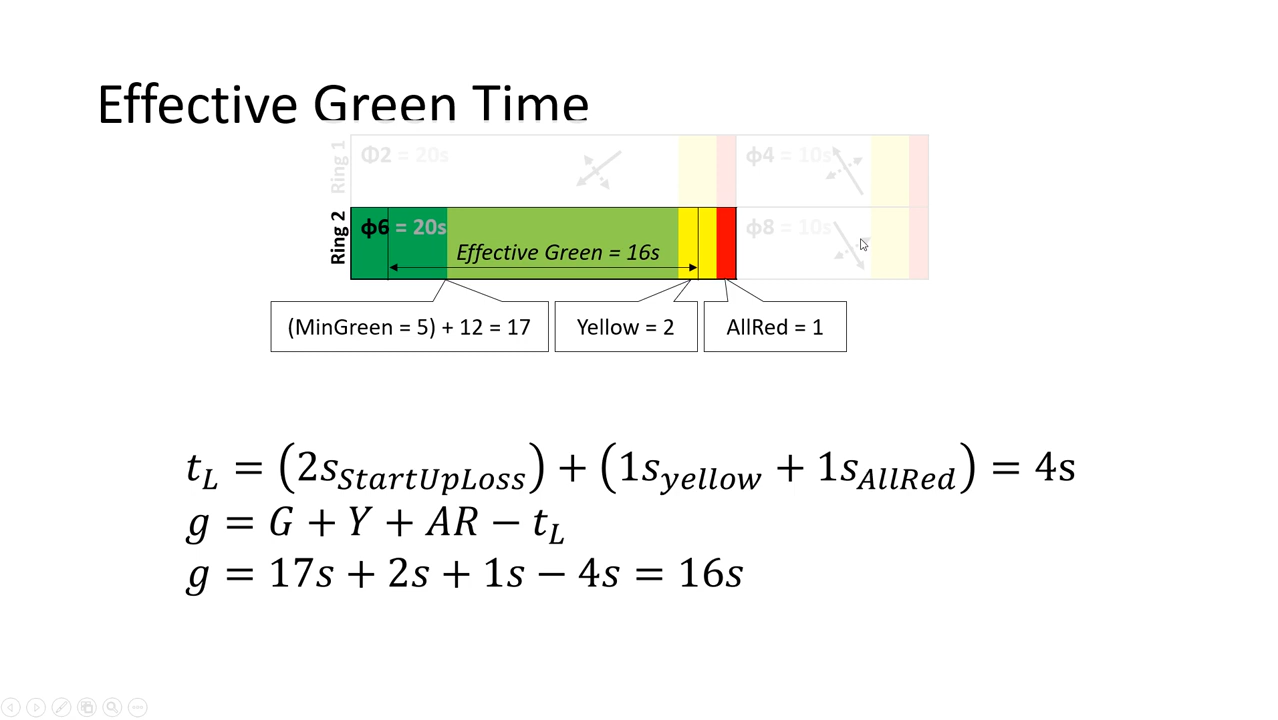 Effective Green Time
Ring 1
Φ2 = 20s
ϕ4 = 10s
Ring 2
ϕ6 = 20s
Effective Green = 16s
ϕ8 = 10s
(MinGreen = 5) + 12 = 17
Yellow = 2
AllRed = 1
t_L = (2s_StartUpLoss) + (1s_yellow + 1s_AllRed) = 4s
g = G + Y + AR − t_L
g = 17s + 2s + 1s − 4s = 16s